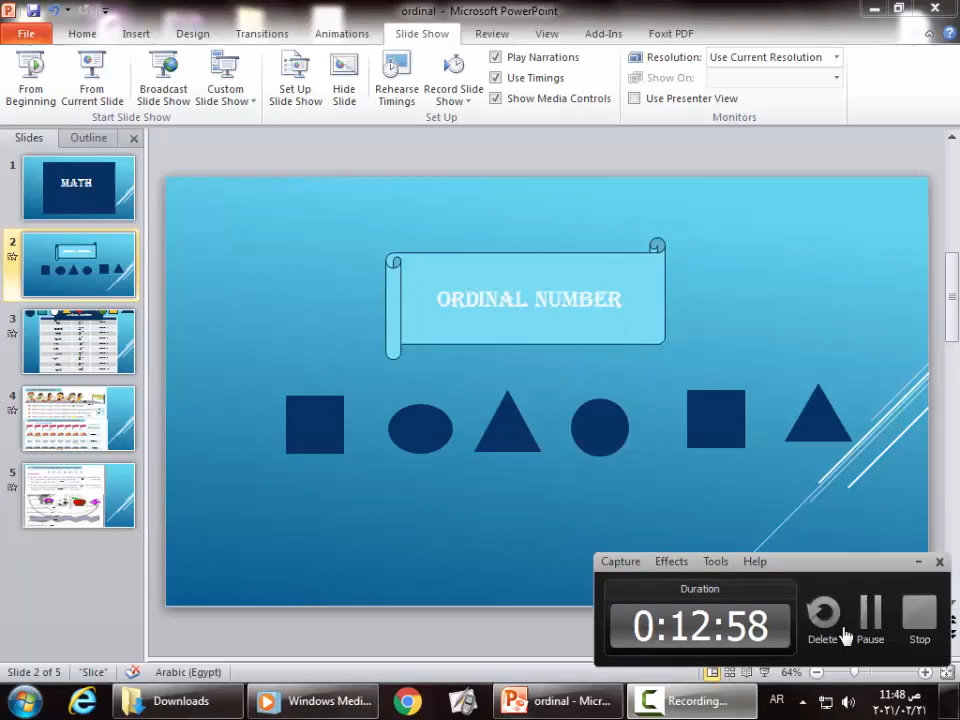 ordinal - Microsoft PowerPoint
File Home Insert Design Transitions Animations Slide Show Review View Add-Ins Foxit PDF
From Beginning
From Current Slide
Broadcast Slide Show
Custom Slide Show
Set Up Slide Show
Hide Slide
Rehearse Timings
Record Slide Show
Play Narrations
Use Timings
Show Media Controls
Resolution: Use Current Resolution
Show On:
Use Presenter View
Start Slide Show Set Up Monitors
Slides Outline
1
MATH
2
3
4
5
ORDINAL NUMBER
Capture Effects Tools Help
Duration
0:12:58
Delete Pause Stop
Slide 2 of 5 "Slice" Arabic (Egypt) 64%
Downloads Windows Medi... ordinal - Micr... Recording... AR
11:48 ص
٢٠٢١/٠٢/٢١